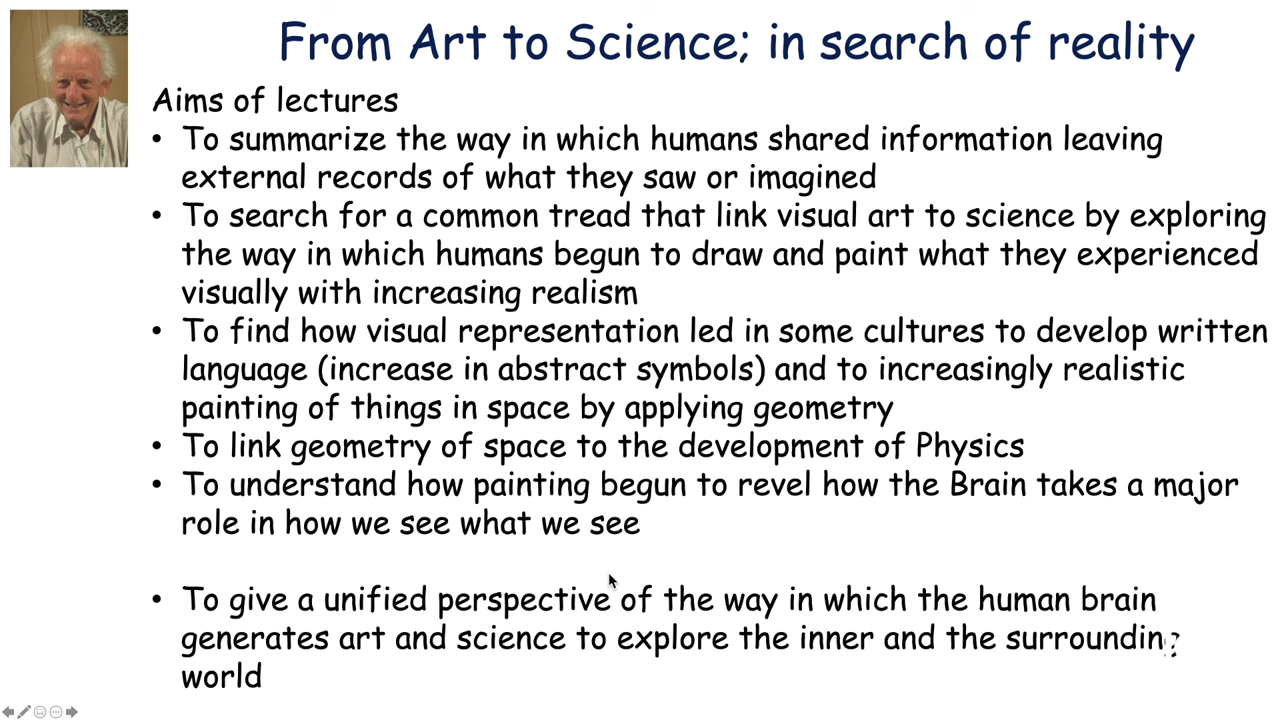 From Art to Science; in search of reality
Aims of lectures
• To summarize the way in which humans shared information leaving
external records of what they saw or imagined
• To search for a common tread that link visual art to science by exploring
the way in which humans begun to draw and paint what they experienced
visually with increasing realism
• To find how visual representation led in some cultures to develop written
language (increase in abstract symbols) and to increasingly realistic
painting of things in space by applying geometry
• To link geometry of space to the development of Physics
• To understand how painting begun to revel how the Brain takes a major
role in how we see what we see
• To give a unified perspective of the way in which the human brain
generates art and science to explore the inner and the surrounding
world